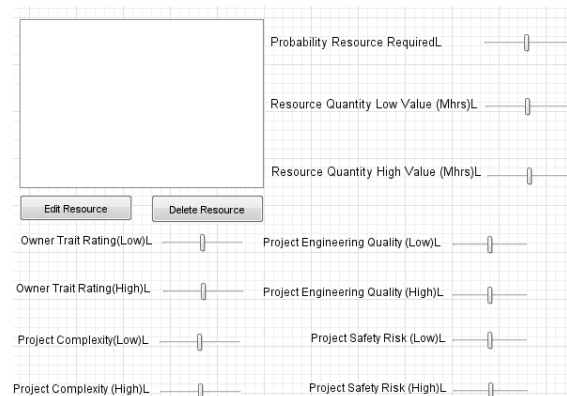 Probability Resource RequiredL
Resource Quantity Low Value (Mhrs)L
Resource Quantity High Value (Mhrs)L
Edit Resource Delete Resource
Owner Trait Rating(Low)L Project Engineering Quality (Low)L
Owner Trait Rating(High)L Project Engineering Quality (High)L
Project Complexity(Low)L Project Safety Risk (Low)L
Project Complexity (High)L Project Safety Risk (High)L